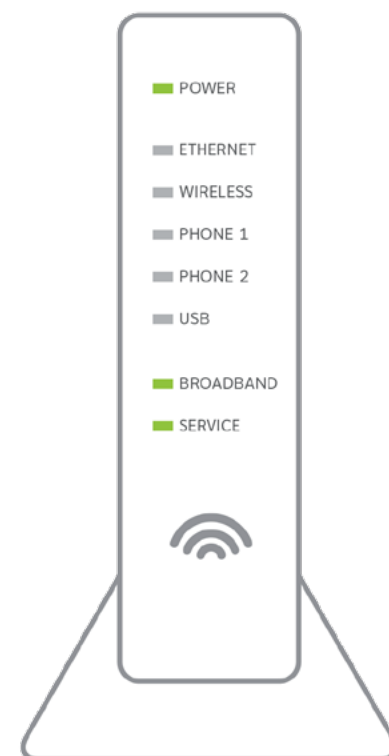 POWER
ETHERNET
WIRELESS
PHONE 1
PHONE 2
USB
BROADBAND
SERVICE